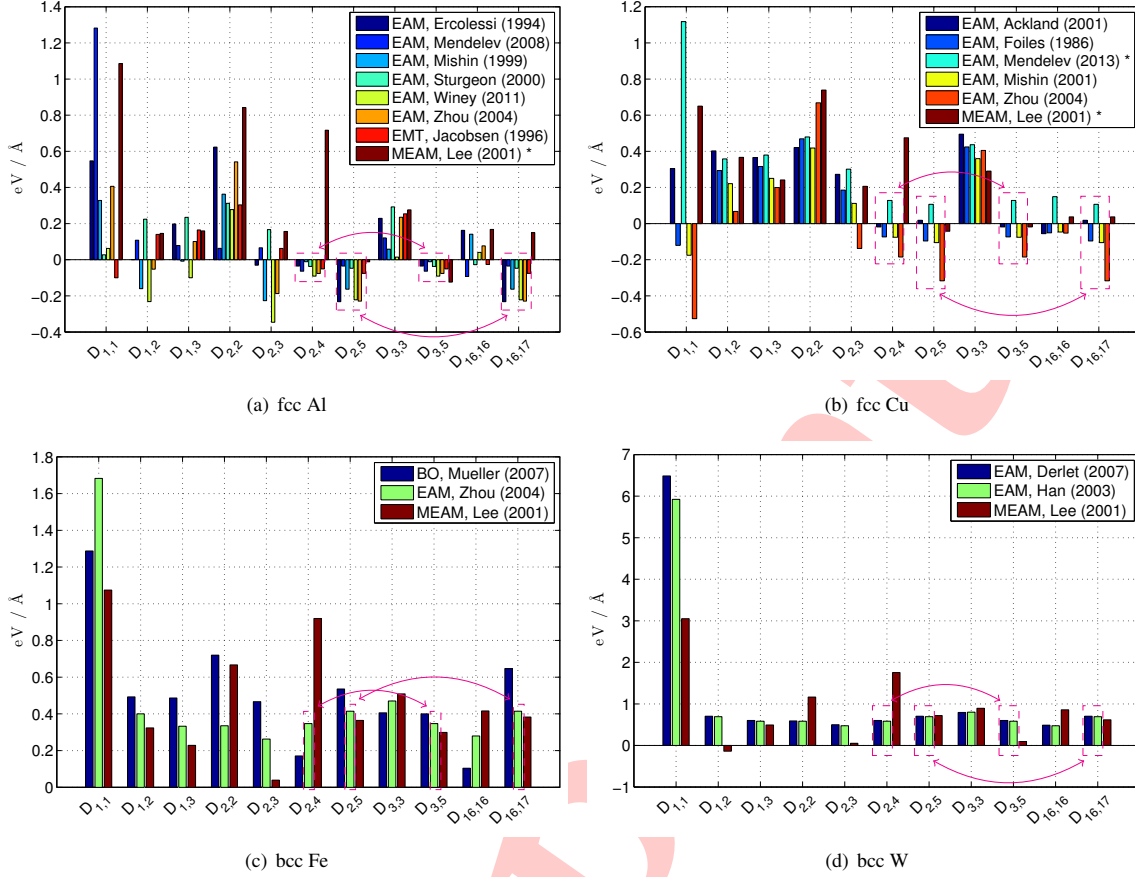 1.4
1.2
1
0.8
0.6
0.4
0.2
0
−0.2
−0.4
eV / Å
EAM, Ercolessi (1994)
EAM, Mendelev (2008)
EAM, Mishin (1999)
EAM, Sturgeon (2000)
EAM, Winey (2011)
EAM, Zhou (2004)
EMT, Jacobsen (1996)
MEAM, Lee (2001) *
D1,1 D1,2 D1,3 D2,2 D2,3 D2,4 D2,5 D3,3 D3,5 D16,16 D16,17
(a) fcc Al
1.2
1
0.8
0.6
0.4
0.2
0
−0.2
−0.4
−0.6
eV / Å
EAM, Ackland (2001)
EAM, Foiles (1986)
EAM, Mendelev (2013) *
EAM, Mishin (2001)
EAM, Zhou (2004)
MEAM, Lee (2001) *
D1,1 D1,2 D1,3 D2,2 D2,3 D2,4 D2,5 D3,3 D3,5 D16,16 D16,17
(b) fcc Cu
1.8
1.6
1.4
1.2
1
0.8
0.6
0.4
0.2
0
eV / Å
BO, Mueller (2007)
EAM, Zhou (2004)
MEAM, Lee (2001)
D1,1 D1,2 D1,3 D2,2 D2,3 D2,4 D2,5 D3,3 D3,5 D16,16 D16,17
(c) bcc Fe
7
6
5
4
3
2
1
0
−1
eV / Å
EAM, Derlet (2007)
EAM, Han (2003)
MEAM, Lee (2001)
D1,1 D1,2 D1,3 D2,2 D2,3 D2,4 D2,5 D3,3 D3,5 D16,16 D16,17
(d) bcc W